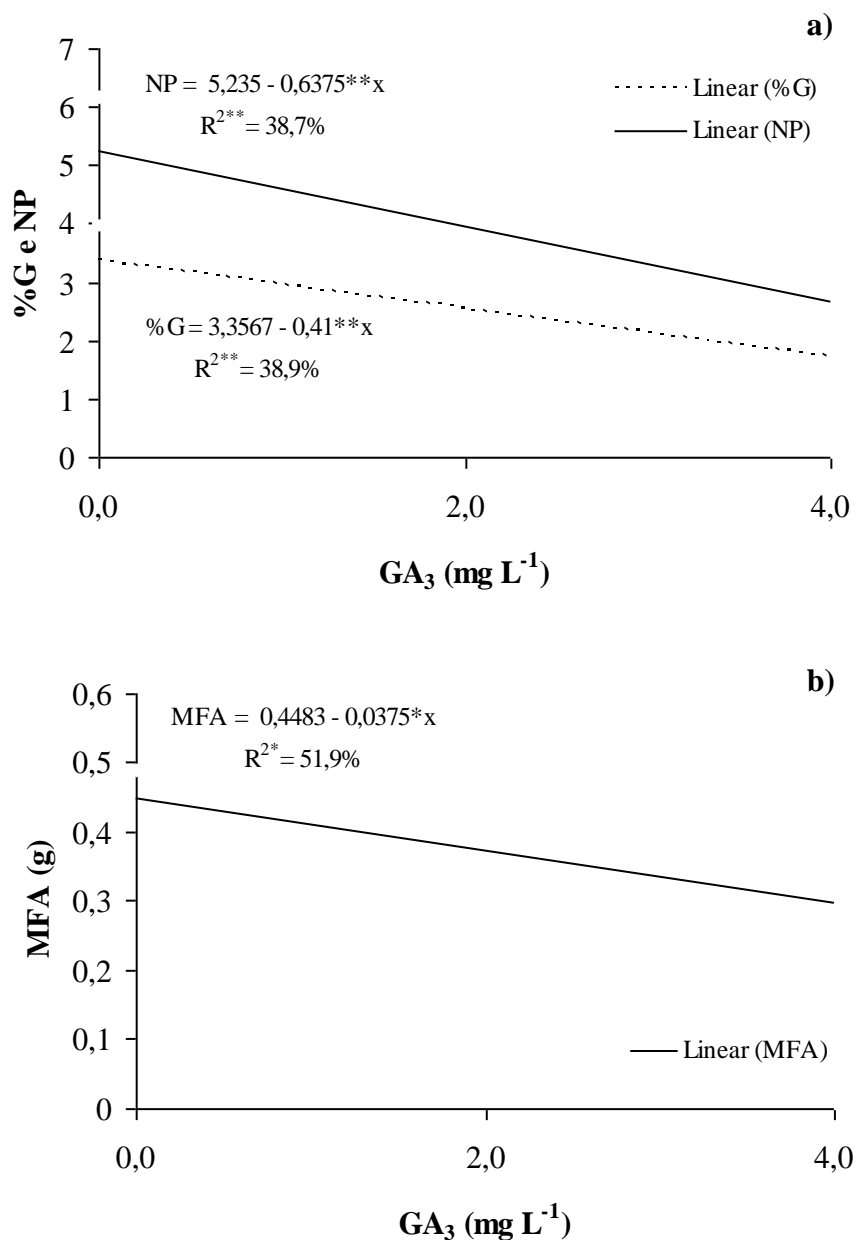 a)
7
6
5
4
3
2
1
0
%G e NP
NP = 5,235 - 0,6375**x
R²** = 38,7%
Linear (%G)
Linear (NP)
%G = 3,3567 - 0,41**x
R²** = 38,9%
0,0 2,0 4,0
GA₃ (mg L⁻¹)
b)
0,6
0,5
0,4
0,3
0,2
0,1
0
MFA (g)
MFA = 0,4483 - 0,0375*x
R²* = 51,9%
Linear (MFA)
0,0 2,0 4,0
GA₃ (mg L⁻¹)